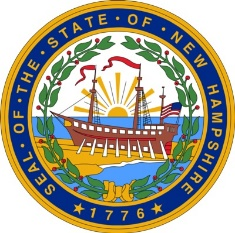 SEAL • OF • THE • STATE • OF • NEW HAMPSHIRE
★ 1776 ★